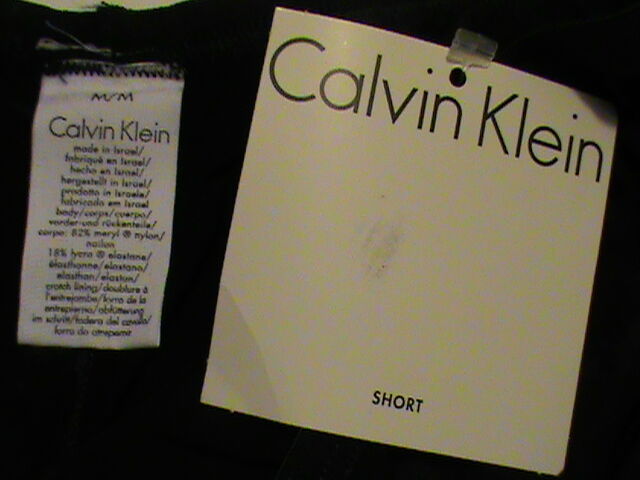 M/M
Calvin Klein
made in Israel/
fabriqué en Israel/
hecho en Israel/
hergestellt in Israel/
prodotto in Israele/
fabricado em Israel
body/corps/cuerpo/
vorder-und rückenteile/
corpo: 82% meryl ® nylon/
nailon
18% lycra ® elastane/
élasthanne/elastano/
elasthan/elastan/
crotch lining/doublure à
l'entrejambe/forro de la
entrepierna/abfütterung
im schritt/fodera del cavallo/
forro do entrepernit
Calvin Klein
SHORT